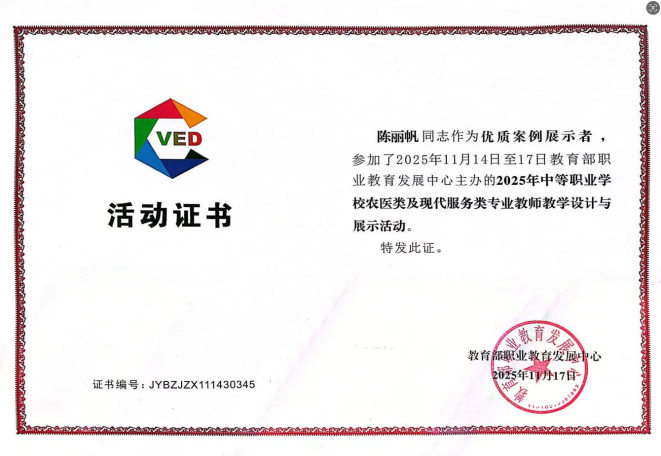 VED
活动证书
证书编号：JYBZJZX111430345
陈丽帆同志作为优质案例展示者，
参加了2025年11月14日至17日教育部职
业教育发展中心主办的2025年中等职业学
校农医类及现代服务类专业教师教学设计与
展示活动。
特发此证。
教育部职业教育发展中心
2025年11月17日